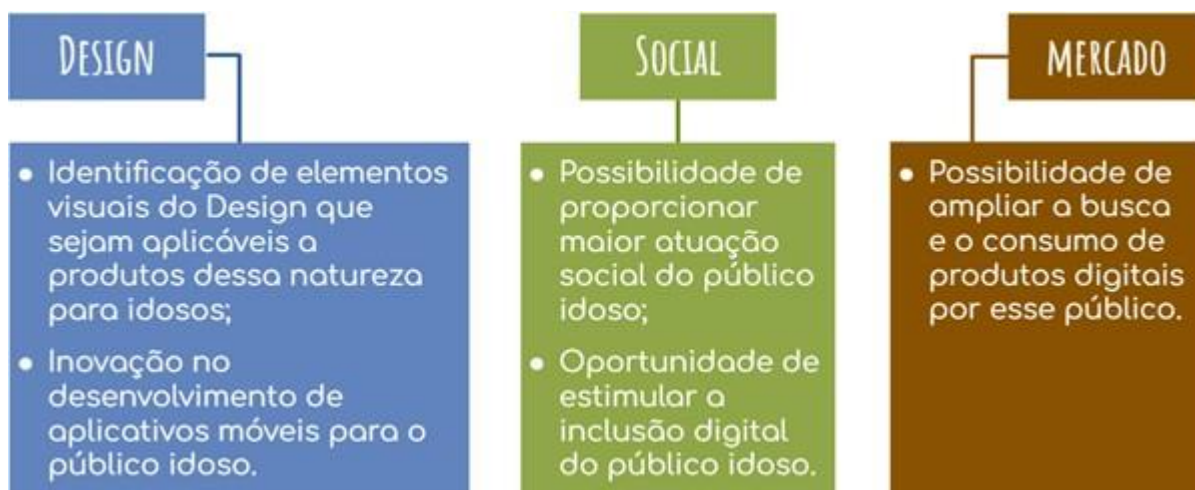 DESIGN
• Identificação de elementos
visuais do Design que
sejam aplicáveis a
produtos dessa natureza
para idosos;
• Inovação no
desenvolvimento de
aplicativos móveis para o
público idoso.
SOCIAL
• Possibilidade de
proporcionar
maior atuação
social do público
idoso;
• Oportunidade de
estimular a
inclusão digital
do público idoso.
MERCADO
• Possibilidade de
ampliar a busca
e o consumo de
produtos digitais
por esse público.